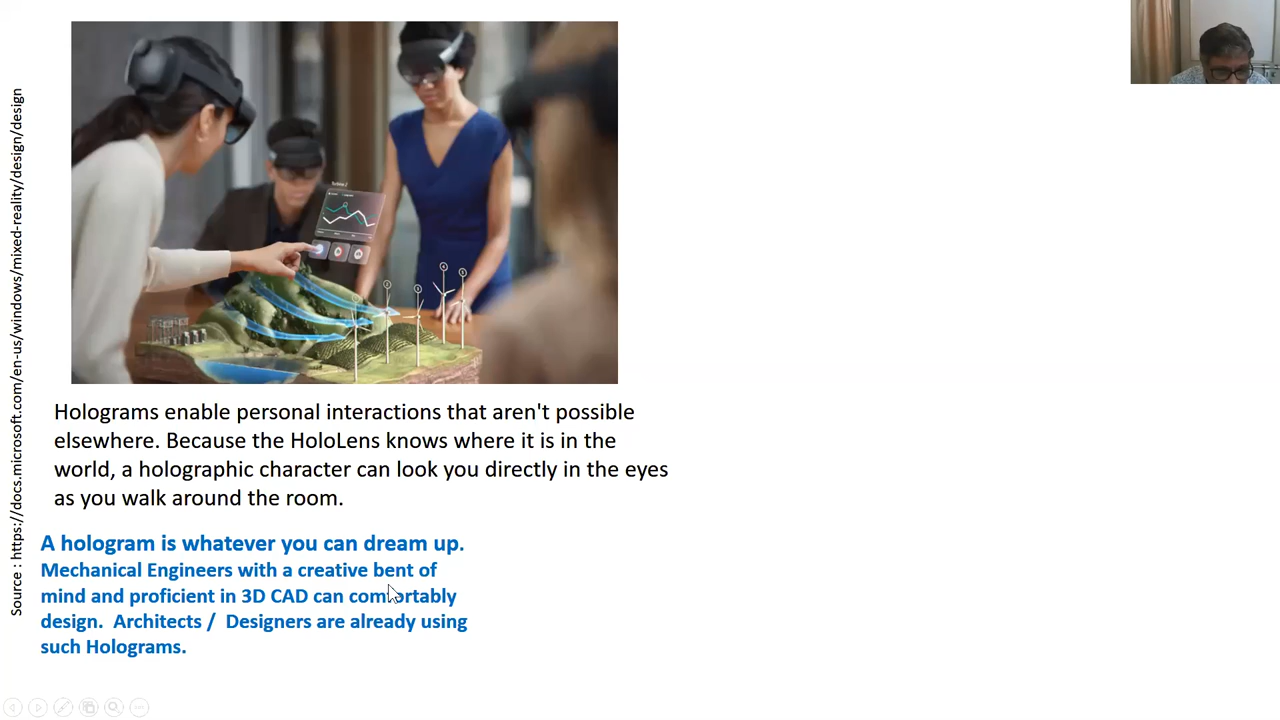 Source : https://docs.microsoft.com/en-us/windows/mixed-reality/design/design
Turbine 2
Holograms enable personal interactions that aren't possible
elsewhere. Because the HoloLens knows where it is in the
world, a holographic character can look you directly in the eyes
as you walk around the room.
A hologram is whatever you can dream up.
Mechanical Engineers with a creative bent of
mind and proficient in 3D CAD can comfortably
design. Architects / Designers are already using
such Holograms.